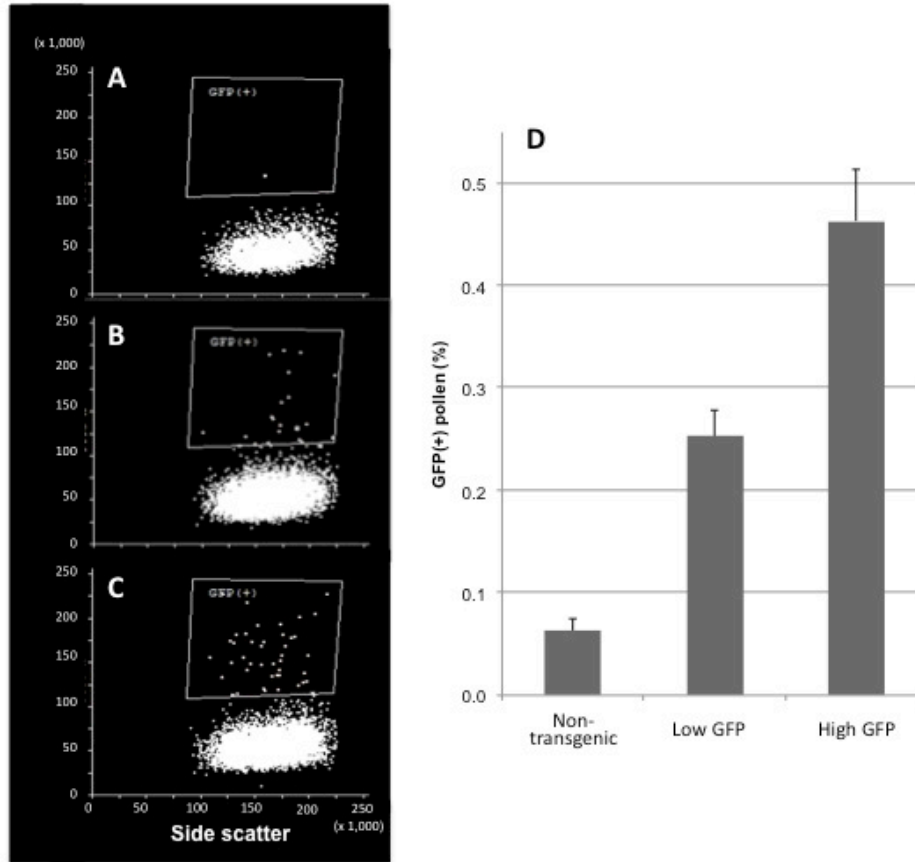 (x 1,000)
A
GFP(+)
250
200
150
100
50
0
B
GFP(+)
250
200
150
100
50
0
C
GFP(+)
250
200
150
100
50
0
0 50 100 150 200 250
(x 1,000)
Side scatter
D
GFP(+) pollen (%)
0.5
0.4
0.3
0.2
0.1
0.0
Non-
transgenic
Low GFP
High GFP